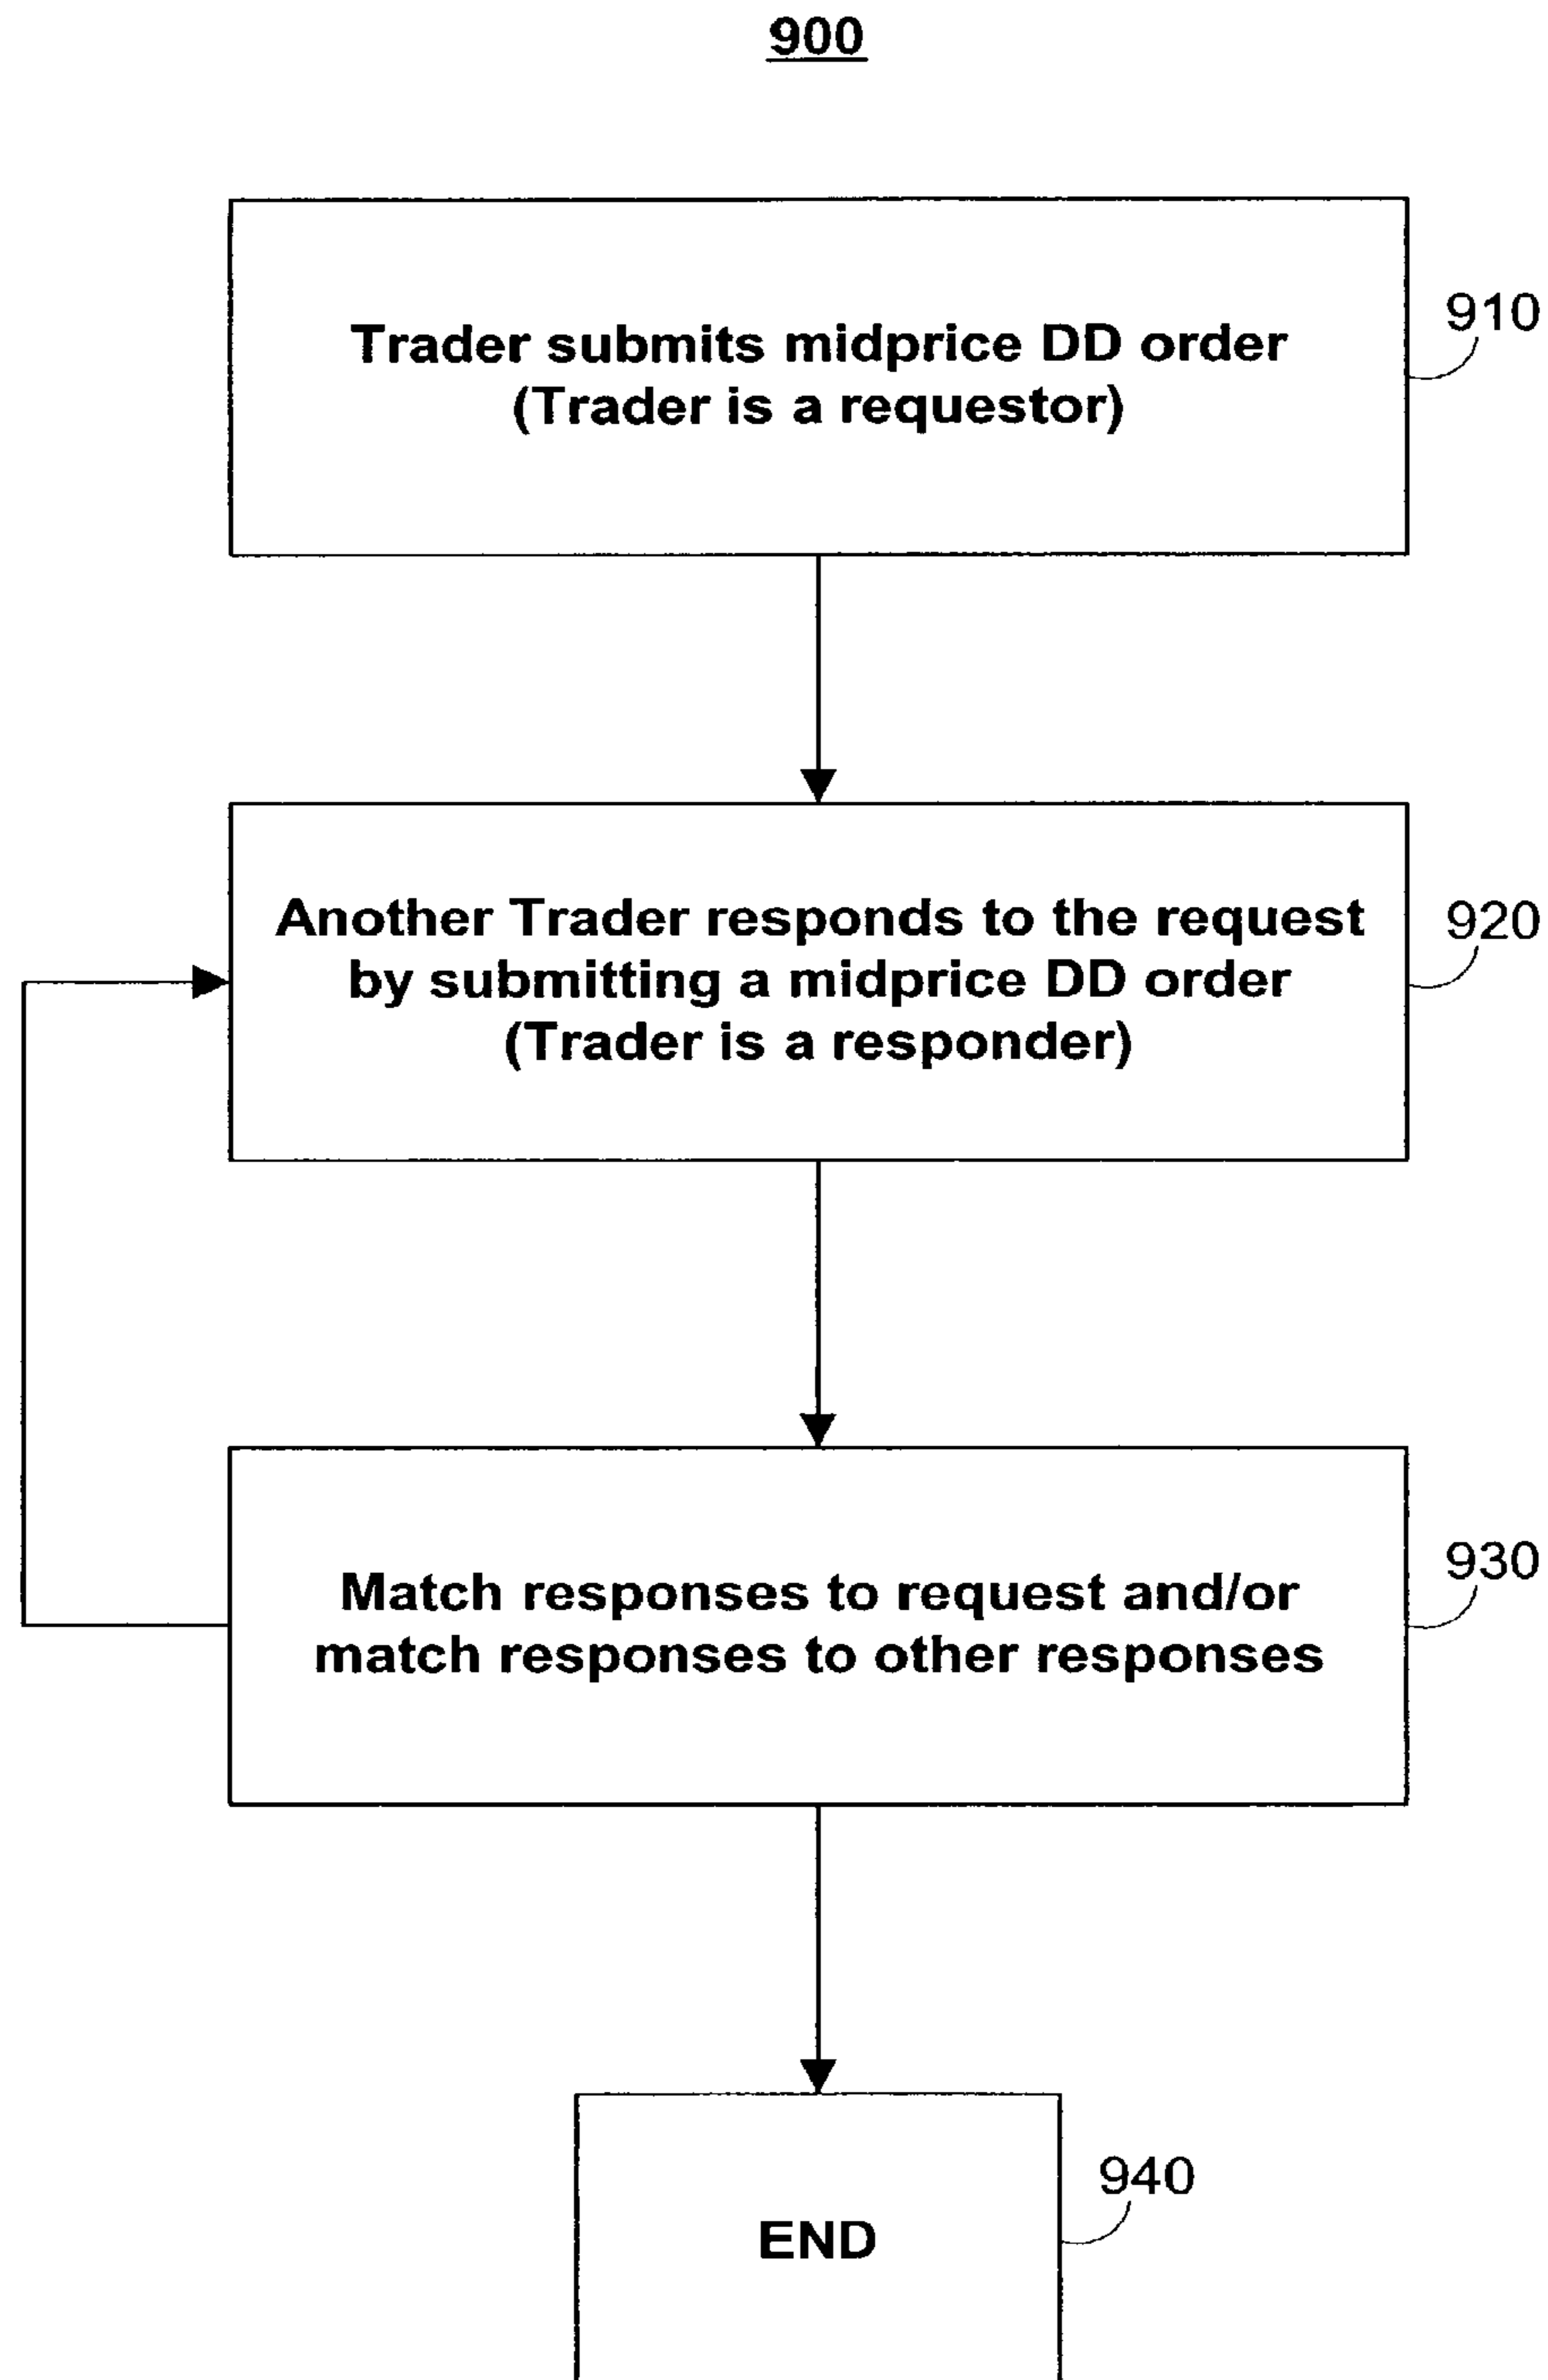 900
Trader submits midprice DD order
(Trader is a requestor)
910
Another Trader responds to the request
by submitting a midprice DD order
(Trader is a responder)
920
Match responses to request and/or
match responses to other responses
930
END
940